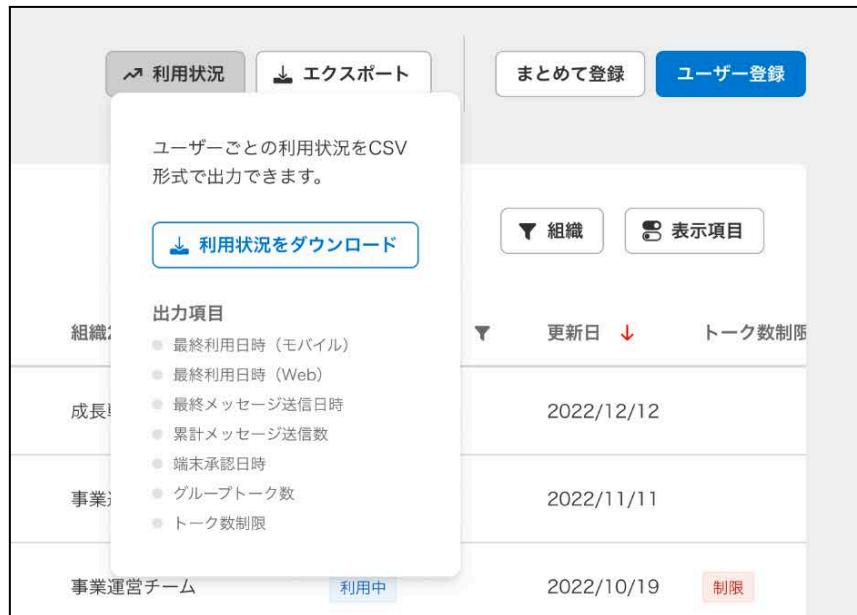 利用状況 エクスポート まとめて登録 ユーザー登録
ユーザーごとの利用状況をCSV
形式で出力できます。
利用状況をダウンロード
組織 表示項目
出力項目
最終利用日時（モバイル）
最終利用日時（Web）
最終メッセージ送信日時
累計メッセージ送信数
端末承認日時
グループトーク数
トーク数制限
組織 更新日 ↓ トーク数制限
成長 2022/12/12
事業 2022/11/11
事業運営チーム 利用中 2022/10/19 制限